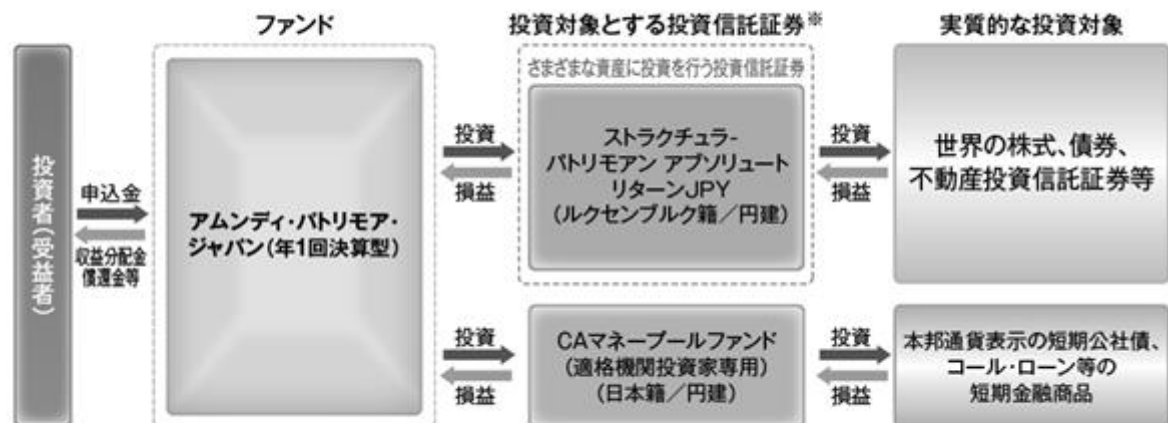 ファンド
投資対象とする投資信託証券※
実質的な投資対象
投資者(受益者)
申込金
収益分配金
償還金等
アムンディ・パトリモア・
ジャパン(年1回決算型)
投資
損益
さまざまな資産に投資を行う投資信託証券
ストラクチュラ-
パトリモアン アブソリュート
リターンJPY
(ルクセンブルク籍/円建)
投資
損益
世界の株式、債券、
不動産投資信託証券等
投資
損益
CAマネープールファンド
(適格機関投資家専用)
(日本籍/円建)
投資
損益
本邦通貨表示の短期公社債、
コール・ローン等の
短期金融商品